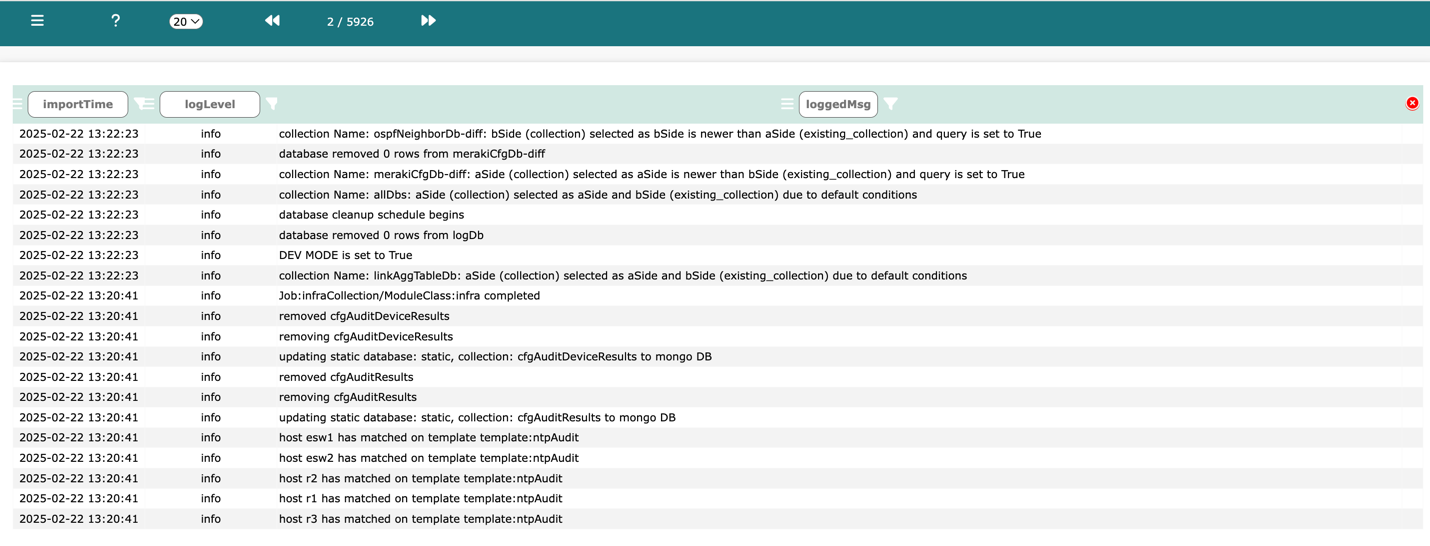 ?
20
2 / 5926
importTime logLevel loggedMsg
2025-02-22 13:22:23 info collection Name: ospfNeighborDb-diff: bSide (collection) selected as bSide is newer than aSide (existing_collection) and query is set to True
2025-02-22 13:22:23 info database removed 0 rows from merakiCfgDb-diff
2025-02-22 13:22:23 info collection Name: merakiCfgDb-diff: aSide (collection) selected as aSide is newer than bSide (existing_collection) and query is set to True
2025-02-22 13:22:23 info collection Name: allDbs: aSide (collection) selected as aSide and bSide (existing_collection) due to default conditions
2025-02-22 13:22:23 info database cleanup schedule begins
2025-02-22 13:22:23 info database removed 0 rows from logDb
2025-02-22 13:22:23 info DEV MODE is set to True
2025-02-22 13:22:23 info collection Name: linkAggTableDb: aSide (collection) selected as aSide and bSide (existing_collection) due to default conditions
2025-02-22 13:20:41 info Job:infraCollection/ModuleClass:infra completed
2025-02-22 13:20:41 info removed cfgAuditDeviceResults
2025-02-22 13:20:41 info removing cfgAuditDeviceResults
2025-02-22 13:20:41 info updating static database: static, collection: cfgAuditDeviceResults to mongo DB
2025-02-22 13:20:41 info removed cfgAuditResults
2025-02-22 13:20:41 info removing cfgAuditResults
2025-02-22 13:20:41 info updating static database: static, collection: cfgAuditResults to mongo DB
2025-02-22 13:20:41 info host esw1 has matched on template template:ntpAudit
2025-02-22 13:20:41 info host esw2 has matched on template template:ntpAudit
2025-02-22 13:20:41 info host r2 has matched on template template:ntpAudit
2025-02-22 13:20:41 info host r1 has matched on template template:ntpAudit
2025-02-22 13:20:41 info host r3 has matched on template template:ntpAudit